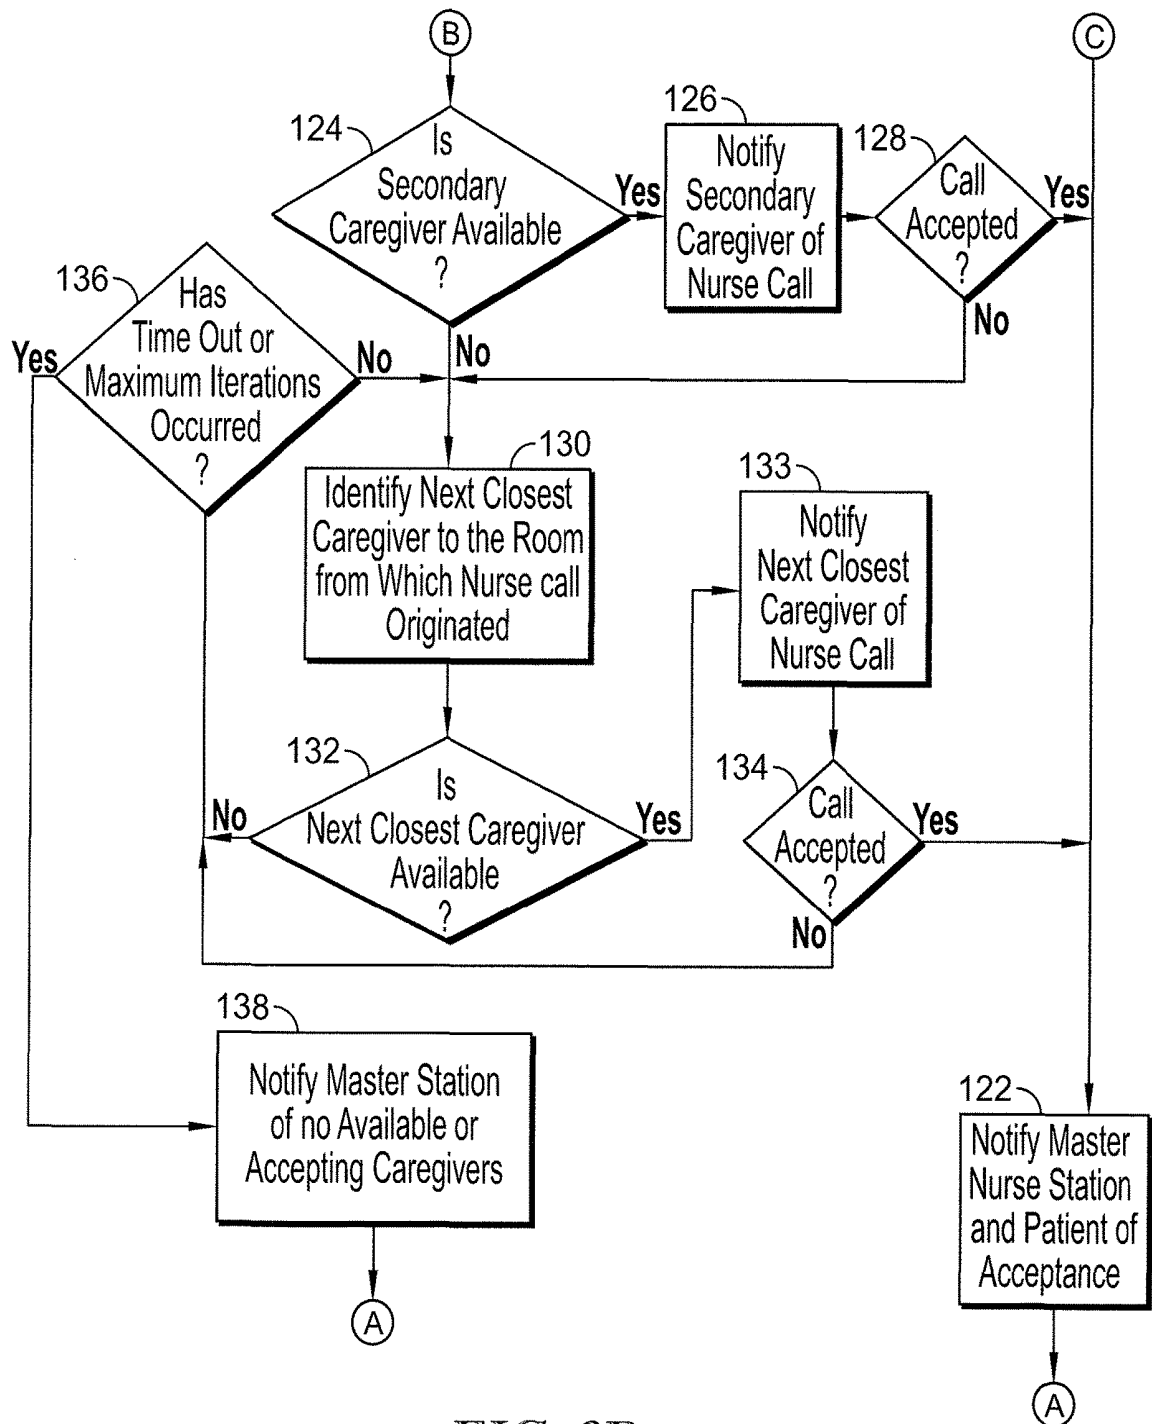 B
C
124
Is
Secondary
Caregiver Available
?
Yes
No
126
Notify
Secondary
Caregiver of
Nurse Call
128
Call
Accepted
?
Yes
No
136
Has
Time Out or
Maximum Iterations
Occurred
?
Yes
No
130
Identify Next Closest
Caregiver to the Room
from Which Nurse call
Originated
133
Notify
Next Closest
Caregiver of
Nurse Call
132
Is
Next Closest Caregiver
Available
?
No
Yes
134
Call
Accepted
?
Yes
No
138
Notify Master Station
of no Available or
Accepting Caregivers
A
122
Notify Master
Nurse Station
and Patient of
Acceptance
A